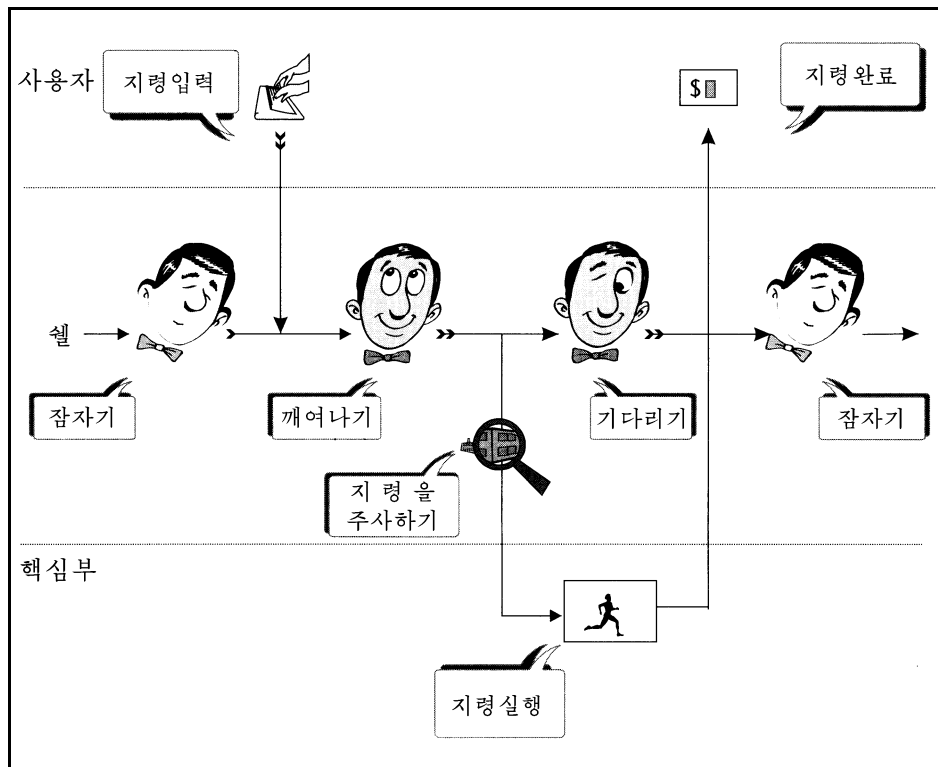 사용자
지령입력
$
지령완료
쉘
잠자기
깨여나기
기다리기
잠자기
지령을
주사하기
핵심부
지령실행